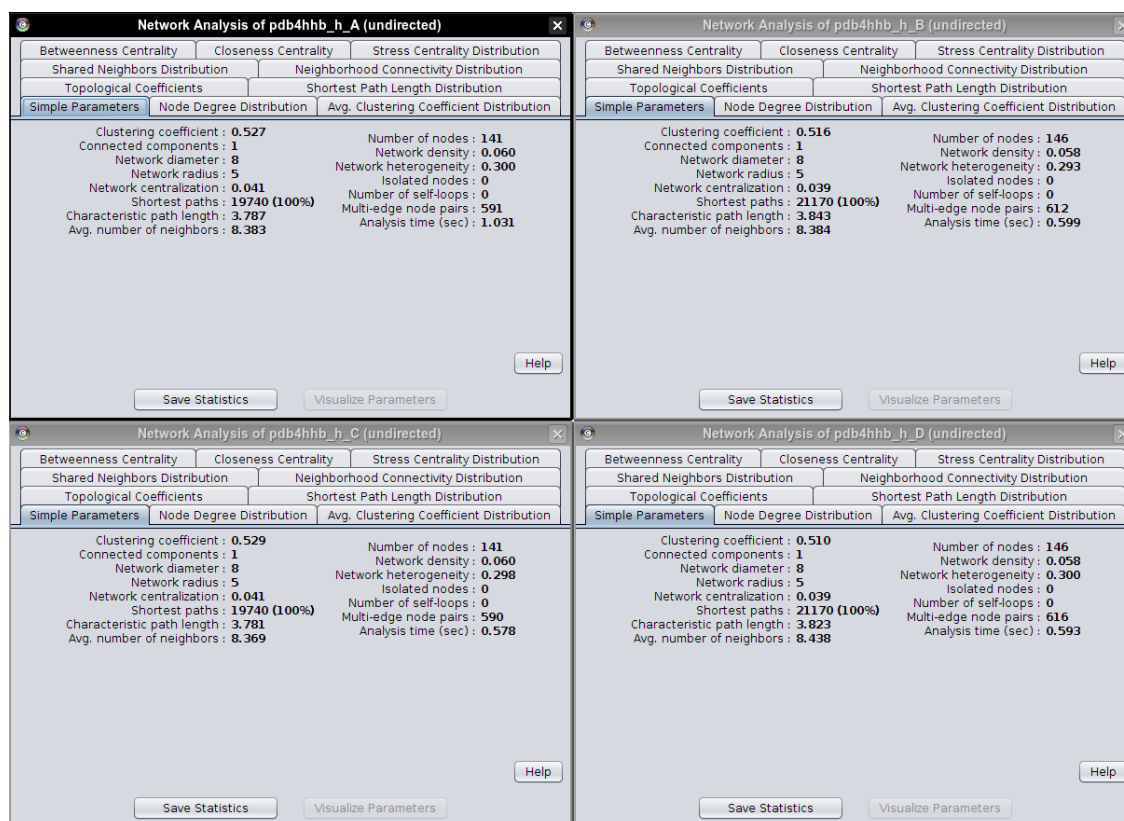 Network Analysis of pdb4hhb_h_A (undirected)
Betweenness Centrality Closeness Centrality Stress Centrality Distribution
Shared Neighbors Distribution Neighborhood Connectivity Distribution
Topological Coefficients Shortest Path Length Distribution
Simple Parameters Node Degree Distribution Avg. Clustering Coefficient Distribution
Clustering coefficient : 0.527
Connected components : 1
Network diameter : 8
Network radius : 5
Network centralization : 0.041
Shortest paths : 19740 (100%)
Characteristic path length : 3.787
Avg. number of neighbors : 8.383
Number of nodes : 141
Network density : 0.060
Network heterogeneity : 0.300
Isolated nodes : 0
Number of self-loops : 0
Multi-edge node pairs : 591
Analysis time (sec) : 1.031
Help
Save Statistics Visualize Parameters
Network Analysis of pdb4hhb_h_B (undirected)
Betweenness Centrality Closeness Centrality Stress Centrality Distribution
Shared Neighbors Distribution Neighborhood Connectivity Distribution
Topological Coefficients Shortest Path Length Distribution
Simple Parameters Node Degree Distribution Avg. Clustering Coefficient Distribution
Clustering coefficient : 0.516
Connected components : 1
Network diameter : 8
Network radius : 5
Network centralization : 0.039
Shortest paths : 21170 (100%)
Characteristic path length : 3.843
Avg. number of neighbors : 8.384
Number of nodes : 146
Network density : 0.058
Network heterogeneity : 0.293
Isolated nodes : 0
Number of self-loops : 0
Multi-edge node pairs : 612
Analysis time (sec) : 0.599
Help
Save Statistics Visualize Parameters
Network Analysis of pdb4hhb_h_C (undirected)
Betweenness Centrality Closeness Centrality Stress Centrality Distribution
Shared Neighbors Distribution Neighborhood Connectivity Distribution
Topological Coefficients Shortest Path Length Distribution
Simple Parameters Node Degree Distribution Avg. Clustering Coefficient Distribution
Clustering coefficient : 0.529
Connected components : 1
Network diameter : 8
Network radius : 5
Network centralization : 0.041
Shortest paths : 19740 (100%)
Characteristic path length : 3.781
Avg. number of neighbors : 8.369
Number of nodes : 141
Network density : 0.060
Network heterogeneity : 0.298
Isolated nodes : 0
Number of self-loops : 0
Multi-edge node pairs : 590
Analysis time (sec) : 0.578
Help
Save Statistics Visualize Parameters
Network Analysis of pdb4hhb_h_D (undirected)
Betweenness Centrality Closeness Centrality Stress Centrality Distribution
Shared Neighbors Distribution Neighborhood Connectivity Distribution
Topological Coefficients Shortest Path Length Distribution
Simple Parameters Node Degree Distribution Avg. Clustering Coefficient Distribution
Clustering coefficient : 0.510
Connected components : 1
Network diameter : 8
Network radius : 5
Network centralization : 0.039
Shortest paths : 21170 (100%)
Characteristic path length : 3.823
Avg. number of neighbors : 8.438
Number of nodes : 146
Network density : 0.058
Network heterogeneity : 0.300
Isolated nodes : 0
Number of self-loops : 0
Multi-edge node pairs : 616
Analysis time (sec) : 0.593
Help
Save Statistics Visualize Parameters